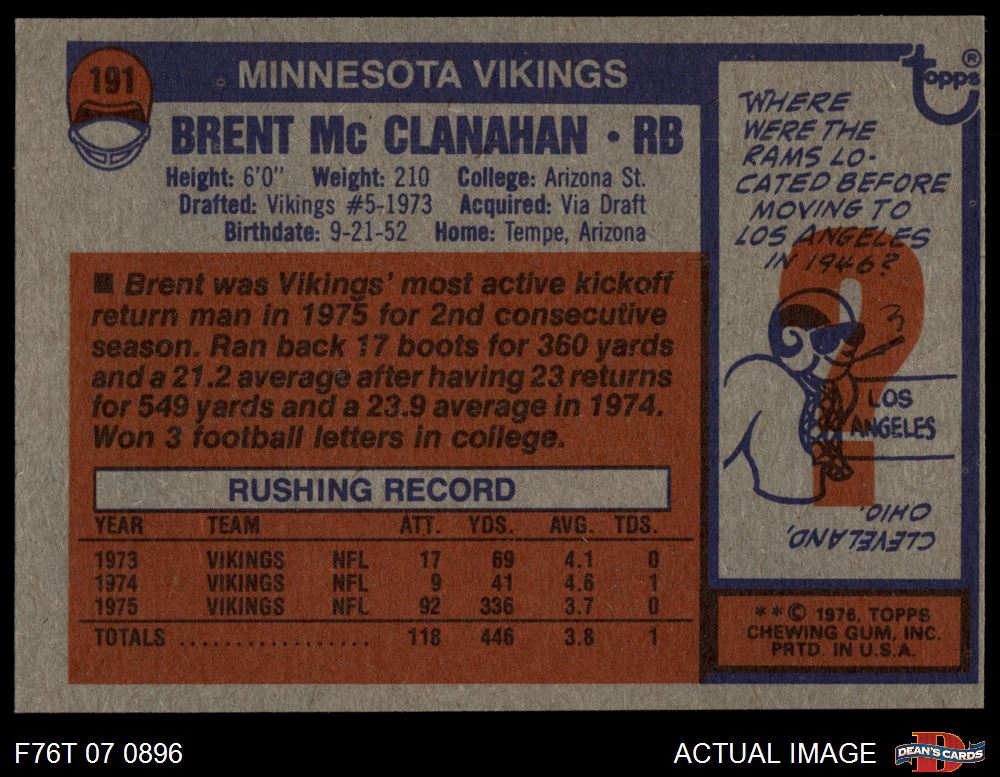 191
MINNESOTA VIKINGS
BRENT Mc CLANAHAN • RB
Height: 6'0" Weight: 210 College: Arizona St.
Drafted: Vikings #5-1973 Acquired: Via Draft
Birthdate: 9-21-52 Home: Tempe, Arizona
■ Brent was Vikings' most active kickoff
return man in 1975 for 2nd consecutive
season. Ran back 17 boots for 360 yards
and a 21.2 average after having 23 returns
for 549 yards and a 23.9 average in 1974.
Won 3 football letters in college.
RUSHING RECORD
YEAR TEAM ATT. YDS. AVG. TDS.
1973 VIKINGS NFL 17 69 4.1 0
1974 VIKINGS NFL 9 41 4.6 1
1975 VIKINGS NFL 92 336 3.7 0
TOTALS .................. 118 446 3.8 1
topps®
WHERE
WERE THE
RAMS LO-
CATED BEFORE
MOVING TO
LOS ANGELES
IN 1946?
?
LOS
ANGELES
CLEVELAND,
OHIO.
**© 1976, TOPPS
CHEWING GUM, INC.
PRTD. IN U.S.A.
F76T 07 0896
ACTUAL IMAGE
D
DEAN'S CARDS